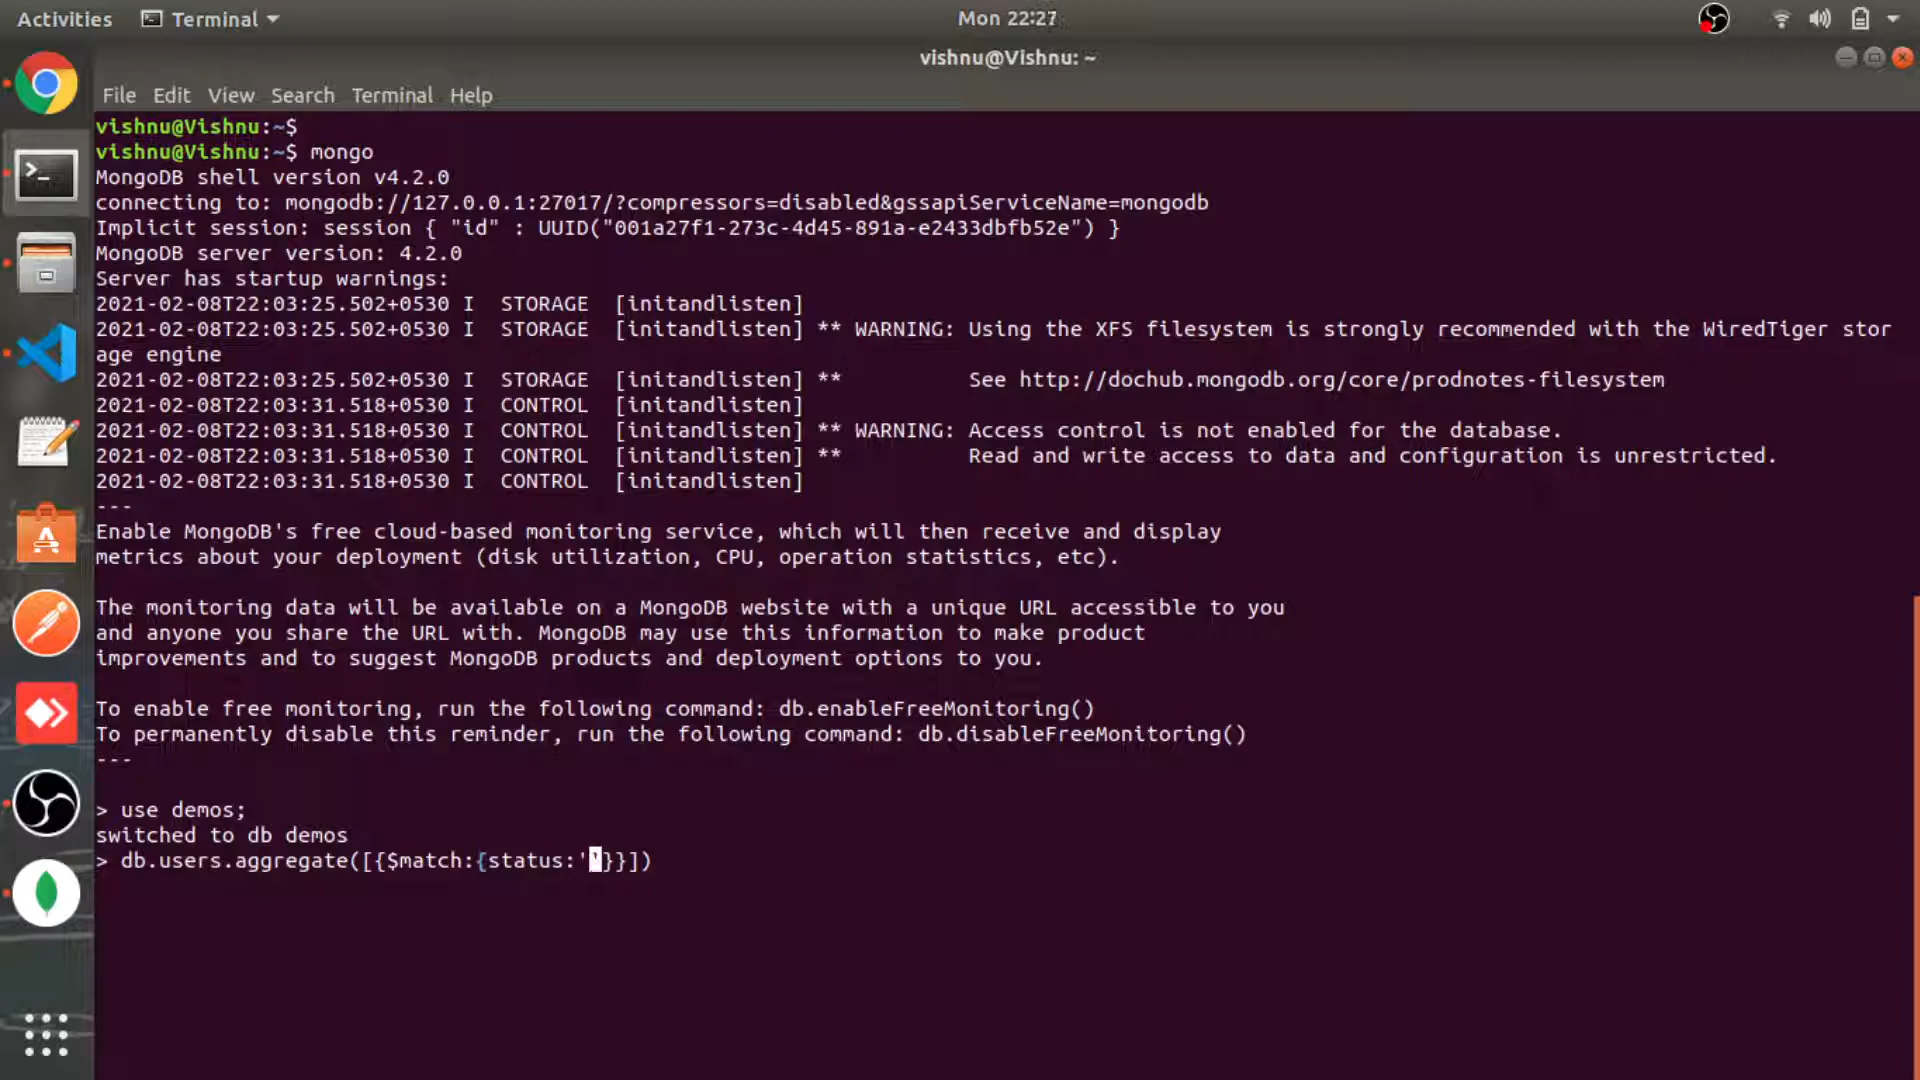 Activities Terminal Mon 22:27
vishnu@Vishnu: ~
File Edit View Search Terminal Help
vishnu@Vishnu:~$
vishnu@Vishnu:~$ mongo
MongoDB shell version v4.2.0
connecting to: mongodb://127.0.0.1:27017/?compressors=disabled&gssapiServiceName=mongodb
Implicit session: session { "id" : UUID("001a27f1-273c-4d45-891a-e2433dbfb52e") }
MongoDB server version: 4.2.0
Server has startup warnings:
2021-02-08T22:03:25.502+0530 I  STORAGE  [initandlisten]
2021-02-08T22:03:25.502+0530 I  STORAGE  [initandlisten] ** WARNING: Using the XFS filesystem is strongly recommended with the WiredTiger stor
age engine
2021-02-08T22:03:25.502+0530 I  STORAGE  [initandlisten] **          See http://dochub.mongodb.org/core/prodnotes-filesystem
2021-02-08T22:03:31.518+0530 I  CONTROL  [initandlisten]
2021-02-08T22:03:31.518+0530 I  CONTROL  [initandlisten] ** WARNING: Access control is not enabled for the database.
2021-02-08T22:03:31.518+0530 I  CONTROL  [initandlisten] **          Read and write access to data and configuration is unrestricted.
2021-02-08T22:03:31.518+0530 I  CONTROL  [initandlisten]
---
Enable MongoDB's free cloud-based monitoring service, which will then receive and display
metrics about your deployment (disk utilization, CPU, operation statistics, etc).
The monitoring data will be available on a MongoDB website with a unique URL accessible to you
and anyone you share the URL with. MongoDB may use this information to make product
improvements and to suggest MongoDB products and deployment options to you.
To enable free monitoring, run the following command: db.enableFreeMonitoring()
To permanently disable this reminder, run the following command: db.disableFreeMonitoring()
---
> use demos;
switched to db demos
> db.users.aggregate([{$match:{status:''}}])